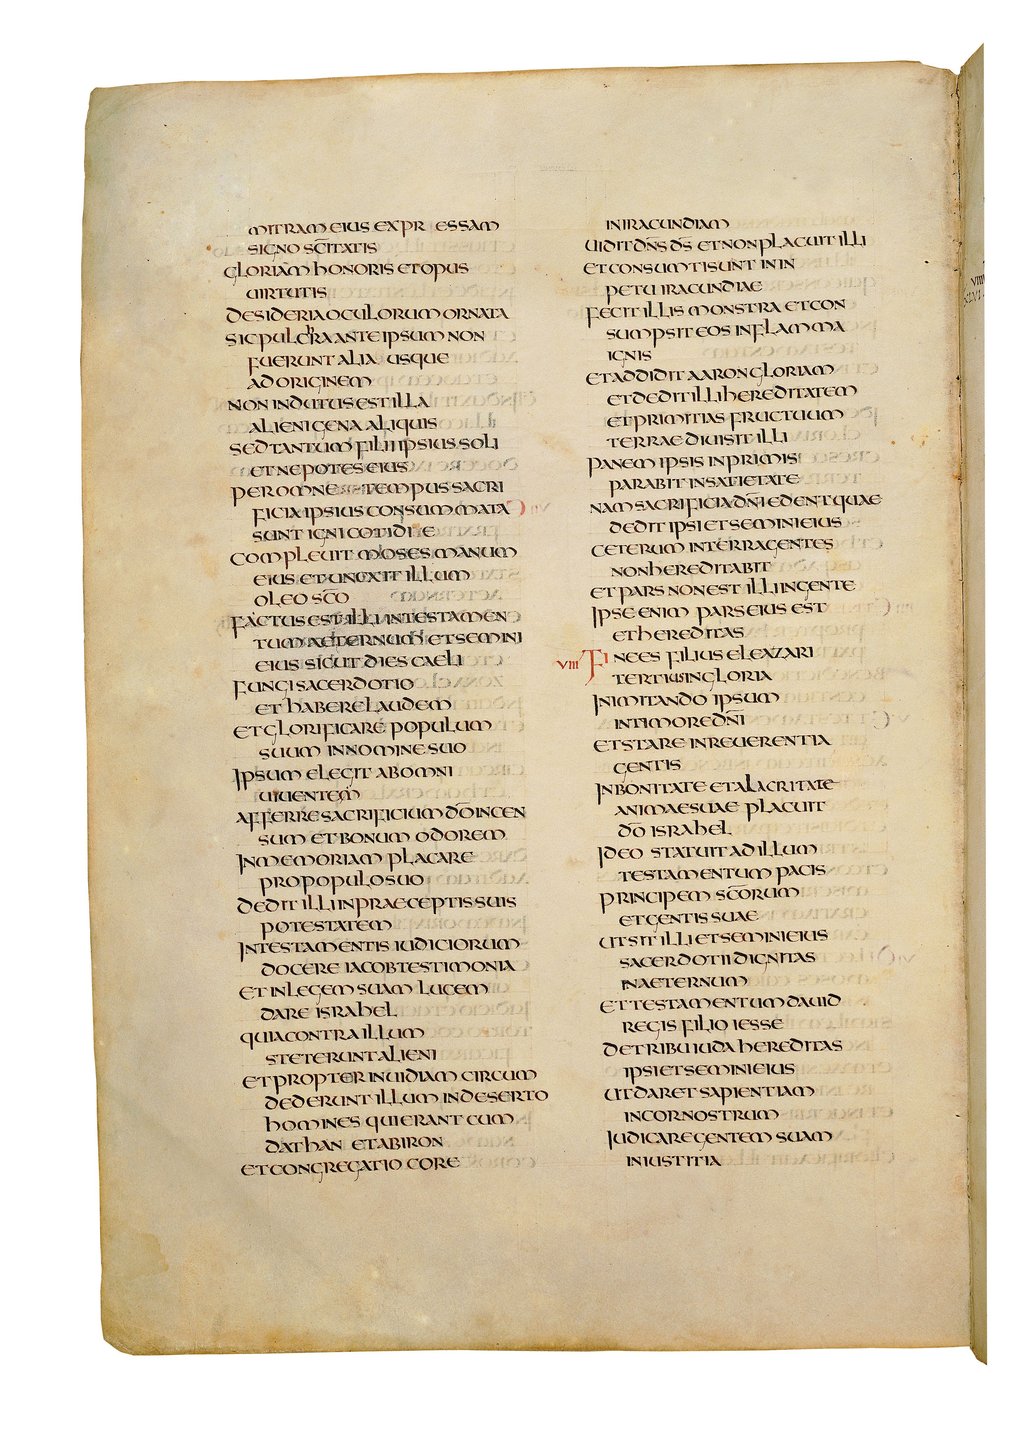 MITRAM EIUS EXPR ESSAM
SIGNO SC̅ITATIS
GLORIAM HONORIS ET OPUS
UIRTUTIS
DESIDERIA OCULORUM ORNATA
SIC PULCHRA ANTE IPSUM NON
FUERUNT ALIA USQUE
AD ORIGINEM
NON INDUTUS EST ILLA
ALIENIGENA ALIQUIS
SED TANTUM FILII IPSIUS SOLI
ET NEPOTES EIUS
PER OMNE TEMPUS SACRI
FICIA IPSIUS CONSUMMATA
SUNT IGNI COTIDIE
COMPLEUIT MOSES MANUM
EIUS ET UNEXIT ILLUM
OLEO SC̅O
FACTUS EST ILLI IN TESTAMEN
TUM AETERNUM ET SEMINI
EIUS SICUT DIES CAELI
FUNGI SACERDOTIO
ET HABERE LAUDEM
ET GLORIFICARE POPULUM
SUUM IN NOMINE SUO
IPSUM ELEGIT AB OMNI
UIUENTEM
AFFERRE SACRIFICIUM D̅O INCEN
SUM ET BONUM ODOREM
IN MEMORIAM PLACARE
PRO POPULO SUO
DEDIT ILLI IN PRAECEPTIS SUIS
POTESTATEM
IN TESTAMENTIS IUDICIORUM
DOCERE IACOB TESTIMONIA
ET IN LEGEM SUAM LUCEM
DARE ISRAHEL
QUIA CONTRA ILLUM
STETERUNT ALIENI
ET PROPTER INUIDIAM CIRCUM
DEDERUNT ILLUM IN DESERTO
HOMINES QUI ERANT CUM
DATHAN ET ABIRON
ET CONGREGATIO CORE
IN IRACUNDIAM
UIDIT DN̅S D̅S ET NON PLACUIT ILLI
ET CONSUMTI SUNT IN IN
PETU IRACUNDIAE
FECIT ILLIS MONSTRA ET CON
SUMPSIT EOS IN FLAMMA
IGNIS
ET ADDIDIT AARON GLORIAM
ET DEDIT ILLI HEREDITATEM
ET PRIMITIAS FRUCTUUM
TERRAE DIUISIT ILLI
PANEM IPSIS IN PRIMIS
PARABIT IN SATIETATE
NAM SACRIFICIA DN̅I EDENT QUAE
DEDIT IPSI ET SEMINI EIUS
CETERUM IN TERRA GENTES
NON HEREDITABIT
ET PARS NON EST ILLI IN GENTE
IPSE ENIM PARS EIUS EST
ET HEREDITAS
VIII FINEES FILIUS ELEAZARI
TERTIUS IN GLORIA
IN IMITANDO IPSUM
IN TIMORE DN̅I
ET STARE IN REUERENTIA
GENTIS
IN BONITATE ET ALACRITATE
ANIMAE SUAE PLACUIT
D̅O ISRAHEL
IDEO STATUIT AD ILLUM
TESTAMENTUM PACIS
PRINCIPEM SC̅ORUM
ET GENTIS SUAE
UT SIT ILLI ET SEMINI EIUS
SACERDOTII DIGNITAS
IN AETERNUM
ET TESTAMENTUM DAUID
REGIS FILIO IESSE
DE TRIBU IUDA HEREDITAS
IPSI ET SEMINI EIUS
UT DARET SAPIENTIAM
IN COR NOSTRUM
IUDICARE GENTEM SUAM
IN IUSTITIA